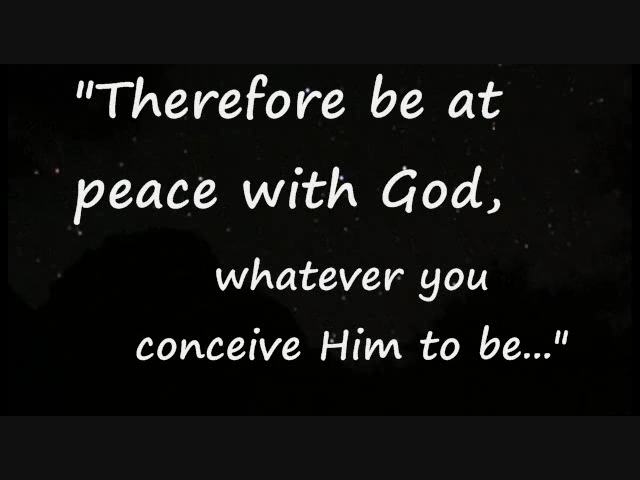 "Therefore be at
peace with God,
whatever you
conceive Him to be..."